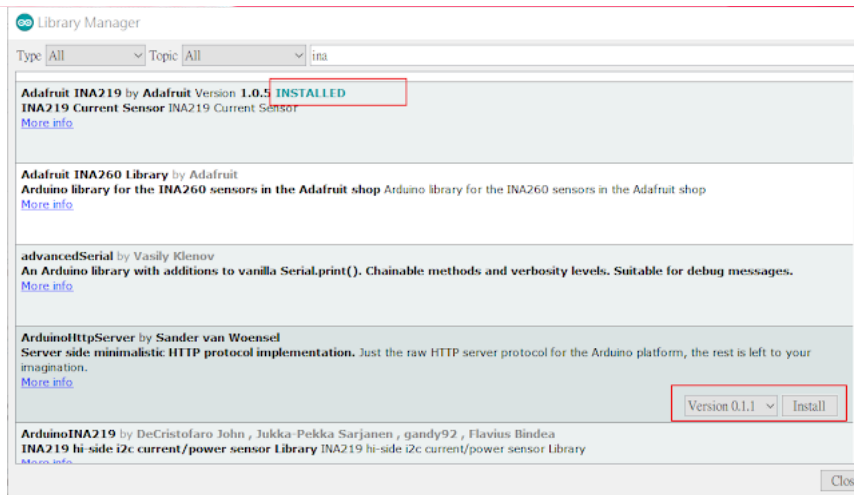 Library Manager
Type All Topic All ina
Adafruit INA219 by Adafruit Version 1.0.5 INSTALLED
INA219 Current Sensor INA219 Current Sensor
More info
Adafruit INA260 Library by Adafruit
Arduino library for the INA260 sensors in the Adafruit shop Arduino library for the INA260 sensors in the Adafruit shop
More info
advancedSerial by Vasily Klenov
An Arduino library with additions to vanilla Serial.print(). Chainable methods and verbosity levels. Suitable for debug messages.
More info
ArduinoHttpServer by Sander van Woensel
Server side minimalistic HTTP protocol implementation. Just the raw HTTP server protocol for the Arduino platform, the rest is left to your
imagination.
More info
Version 0.1.1 Install
ArduinoINA219 by DeCristofaro John , Jukka-Pekka Sarjanen , gandy92 , Flavius Bindea
INA219 hi-side i2c current/power sensor Library INA219 hi-side i2c current/power sensor Library
More info
Clos